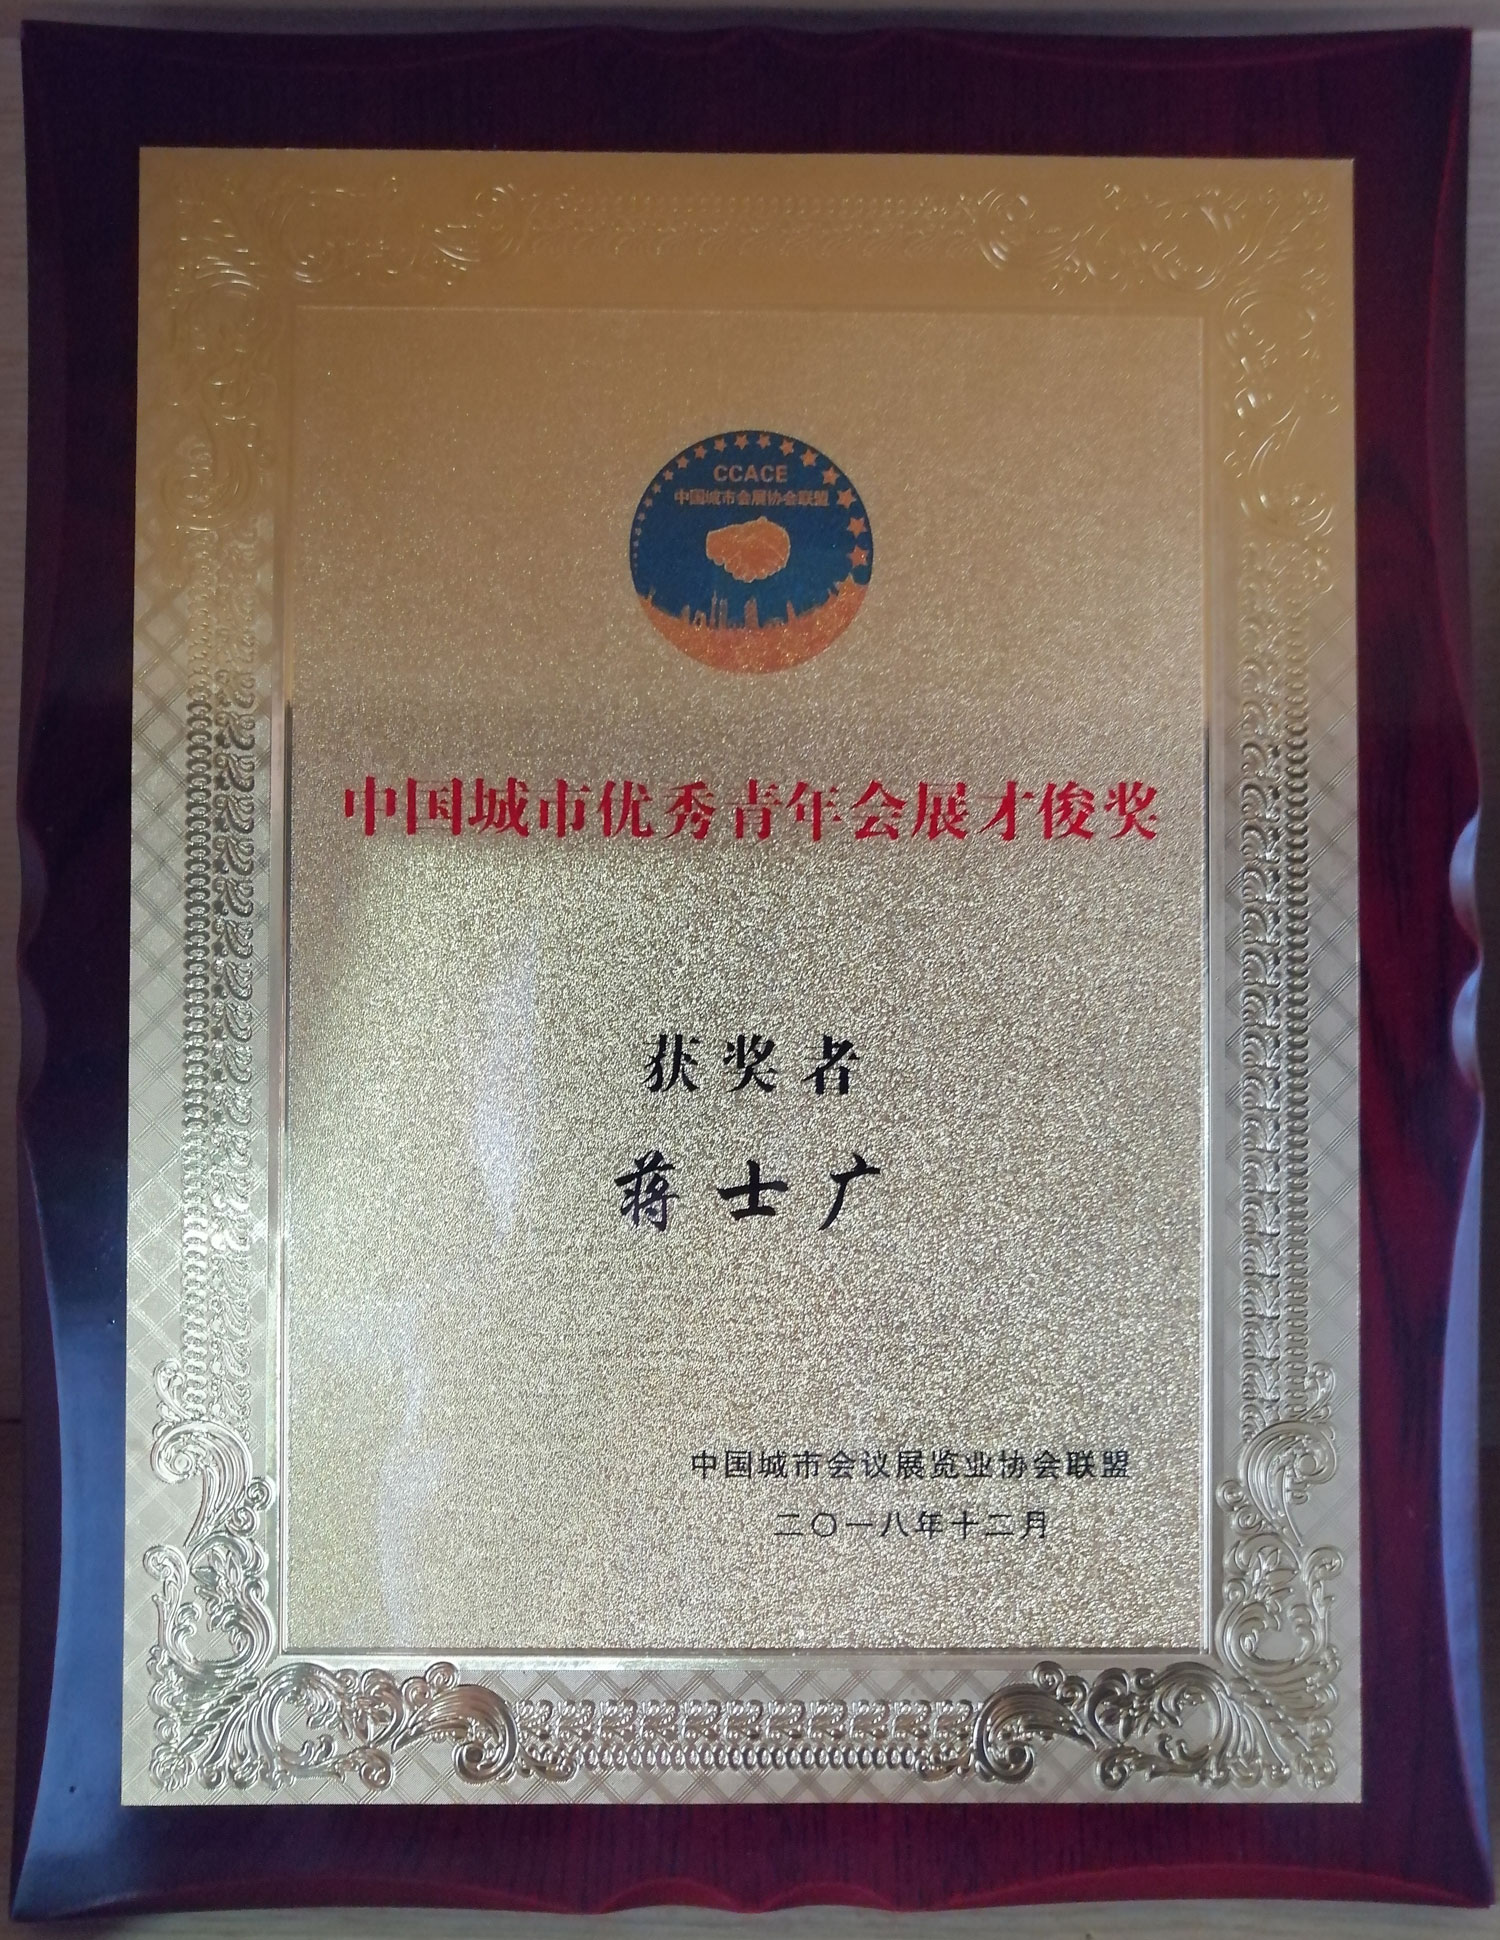 CCACE
中国城市会展协会联盟
中国城市优秀青年会展才俊奖
获奖者
蒋士广
中国城市会议展览业协会联盟
二〇一八年十二月